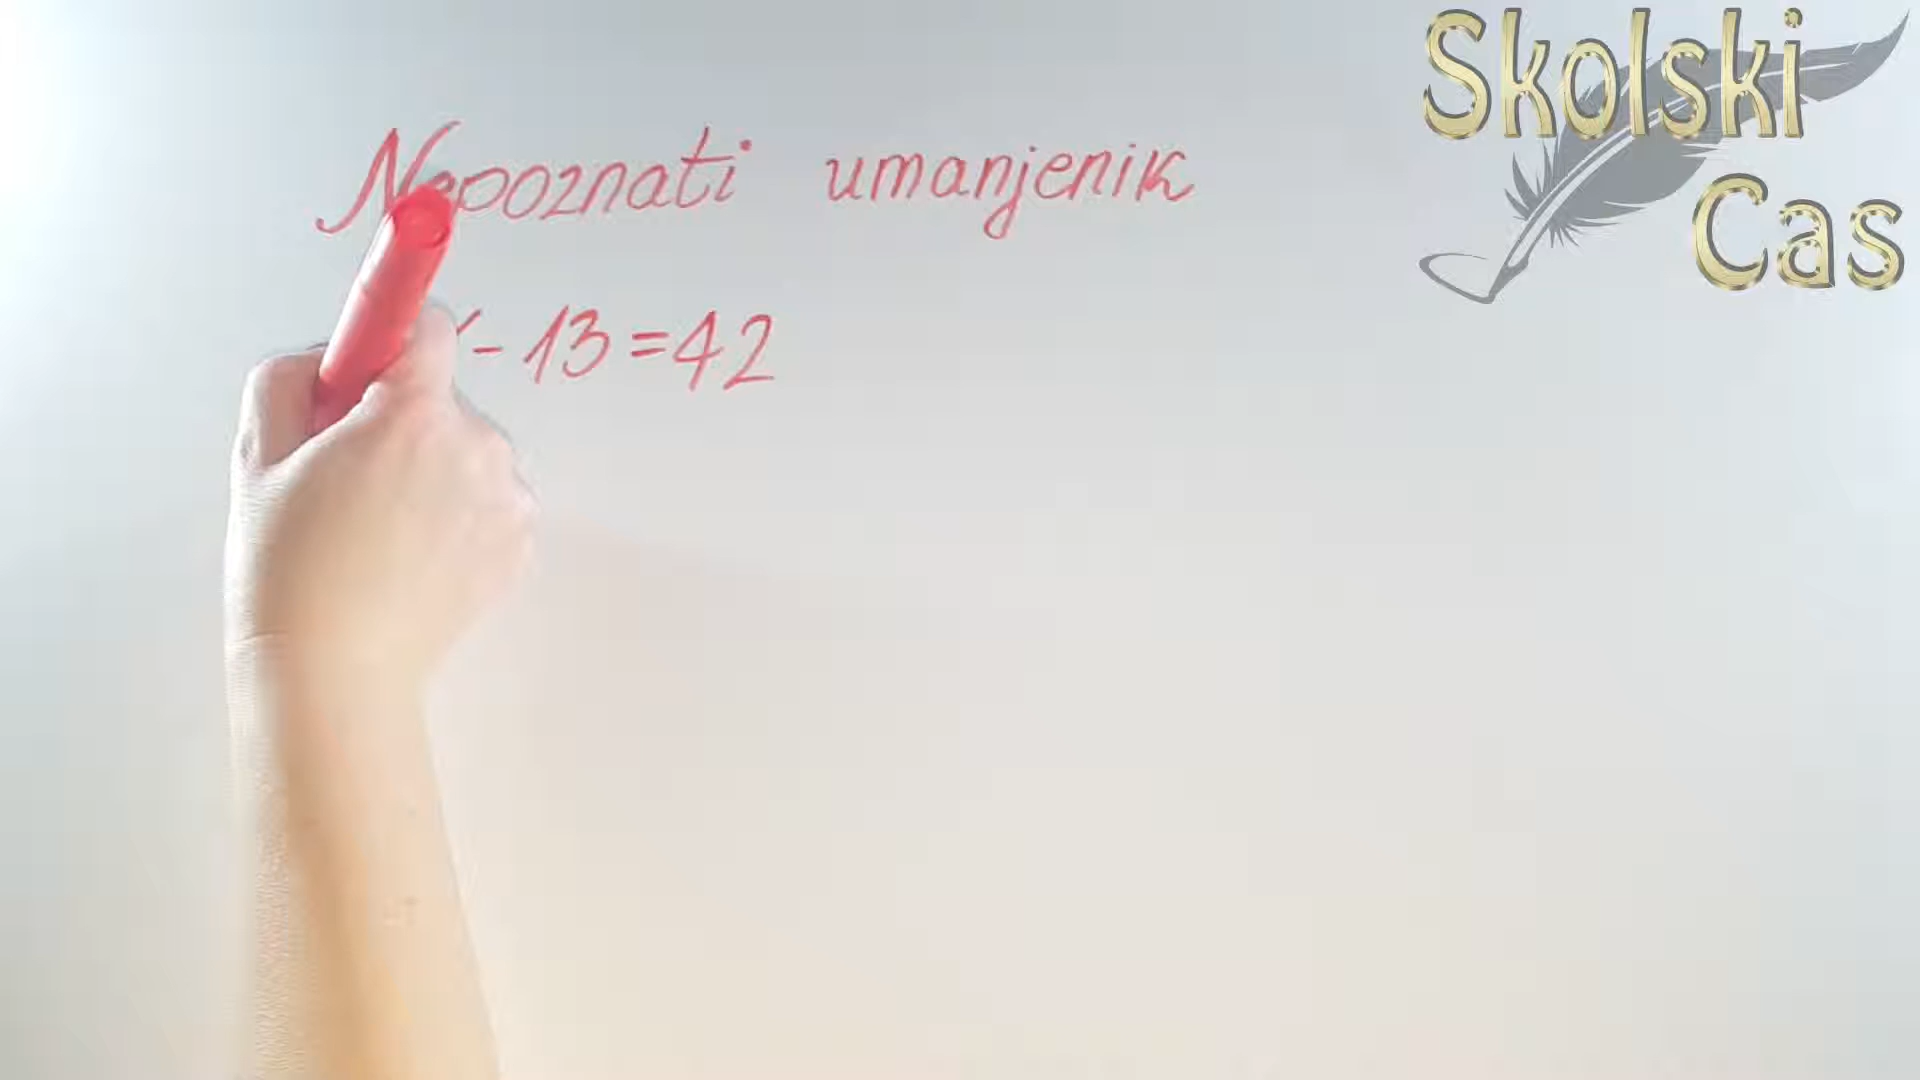 Nepoznati umanjenik
x - 13 = 42
Skolski
Cas